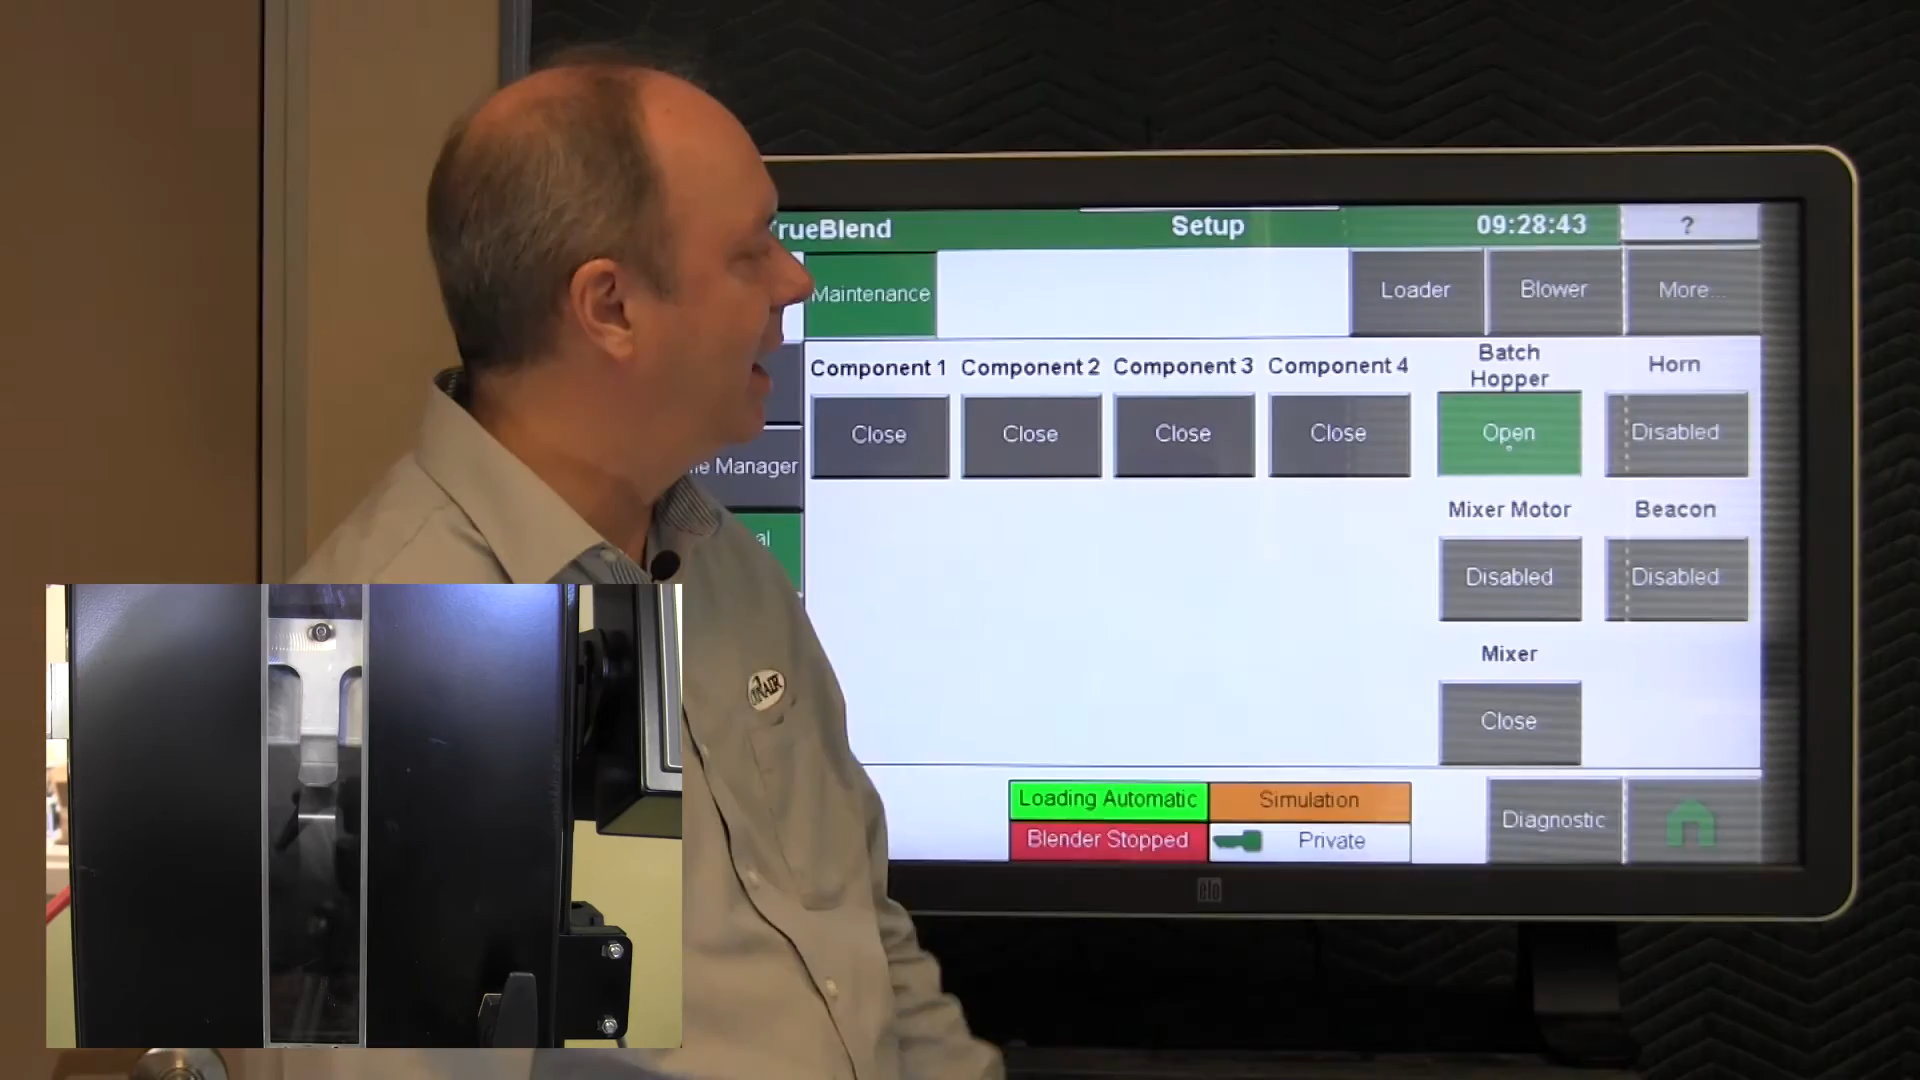 rueBlend
Setup
09:28:43
?
Maintenance
Loader
Blower
More...
Component 1
Component 2
Component 3
Component 4
Batch
Hopper
Horn
Close
Close
Close
Close
Open
Disabled
Manager
Mixer Motor
Beacon
al
Disabled
Disabled
Mixer
Close
Loading Automatic
Simulation
Blender Stopped
Private
Diagnostic
elo